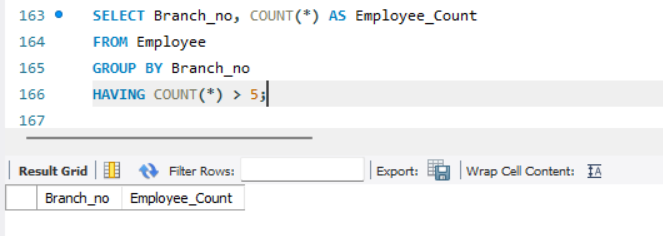 163 SELECT Branch_no, COUNT(*) AS Employee_Count
164 FROM Employee
165 GROUP BY Branch_no
166 HAVING COUNT(*) > 5;
167
Result Grid Filter Rows: Export: Wrap Cell Content: IA
Branch_no Employee_Count